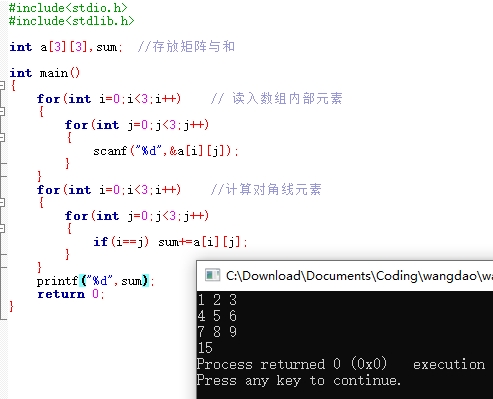 #include<stdio.h>
#include<stdlib.h>
int a[3][3],sum;  //存放矩阵与和
int main()
{
    for(int i=0;i<3;i++)    // 读入数组内部元素
    {
        for(int j=0;j<3;j++)
        {
            scanf("%d",&a[i][j]);
        }
    }
    for(int i=0;i<3;i++)    //计算对角线元素
    {
        for(int j=0;j<3;j++)
        {
            if(i==j) sum+=a[i][j];
        }
    }
    printf("%d",sum);
    return 0;
}
C:\Download\Documents\Coding\wangdao\wa
1 2 3
4 5 6
7 8 9
15
Process returned 0 (0x0)   execution
Press any key to continue.